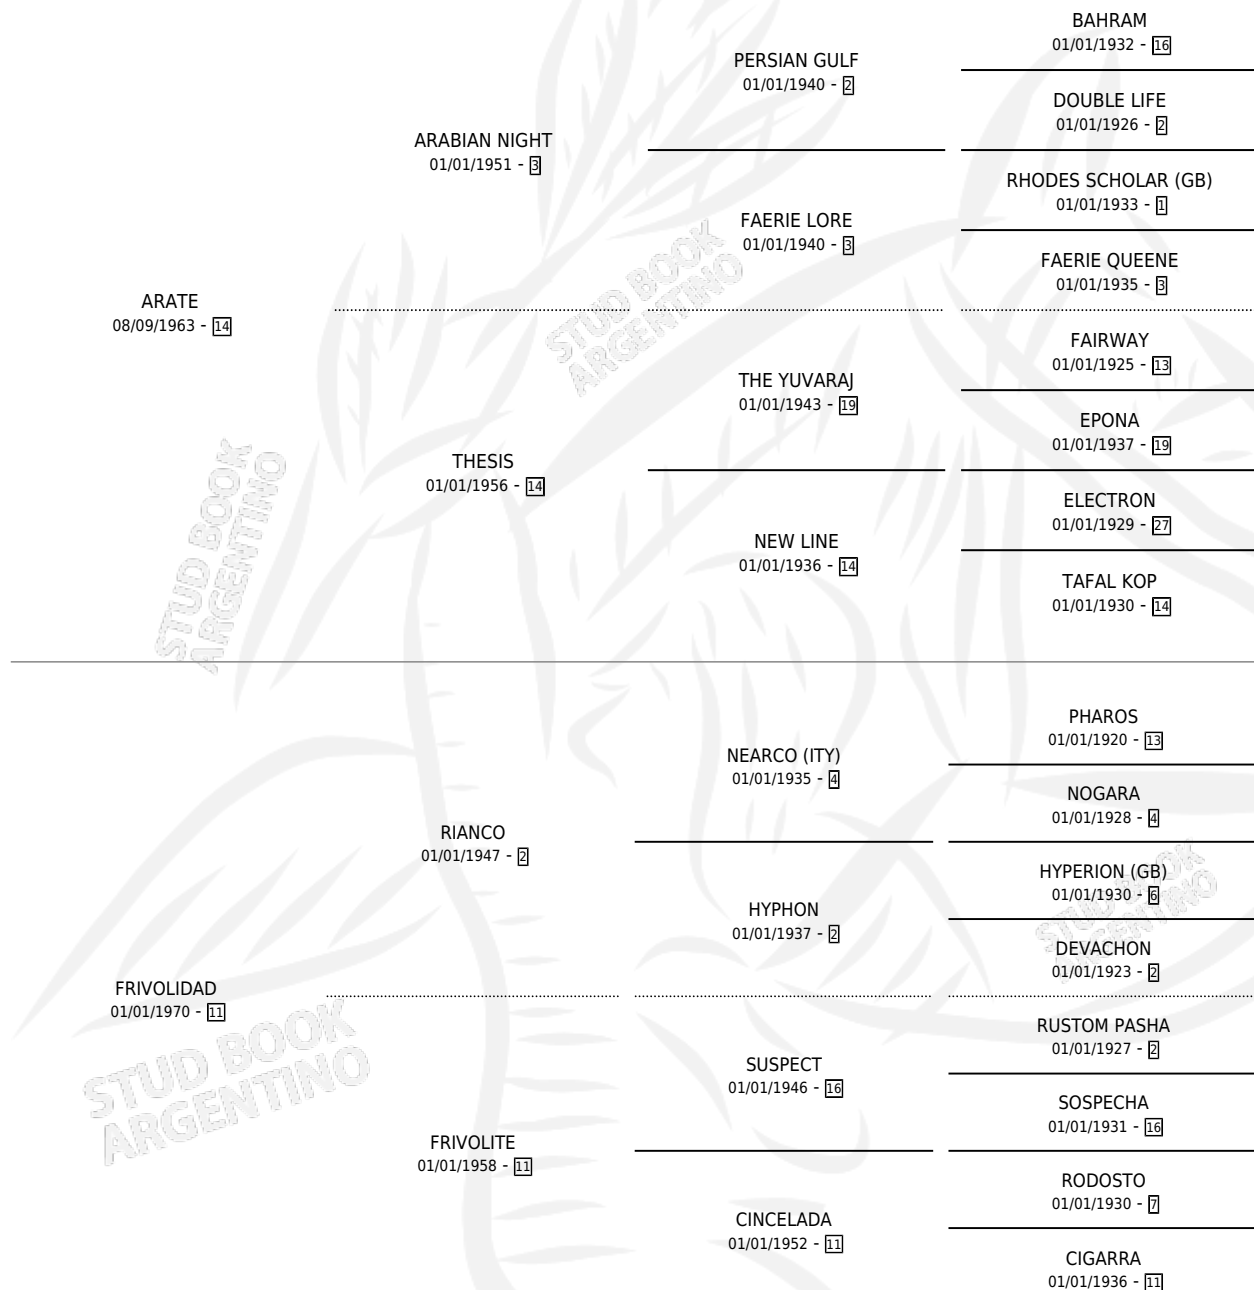 BAHRAM
01/01/1932 - 16
PERSIAN GULF
01/01/1940 - 2
DOUBLE LIFE
01/01/1926 - 2
ARABIAN NIGHT
01/01/1951 - 3
RHODES SCHOLAR (GB)
01/01/1933 - 1
FAERIE LORE
01/01/1940 - 3
FAERIE QUEENE
01/01/1935 - 3
ARATE
08/09/1963 - 14
FAIRWAY
01/01/1925 - 13
THE YUVARAJ
01/01/1943 - 19
EPONA
01/01/1937 - 19
THESIS
01/01/1956 - 14
ELECTRON
01/01/1929 - 27
NEW LINE
01/01/1936 - 14
TAFAL KOP
01/01/1930 - 14
PHAROS
01/01/1920 - 13
NEARCO (ITY)
01/01/1935 - 4
NOGARA
01/01/1928 - 4
RIANCO
01/01/1947 - 2
HYPERION (GB)
01/01/1930 - 6
HYPHON
01/01/1937 - 2
DEVACHON
01/01/1923 - 2
FRIVOLIDAD
01/01/1970 - 11
RUSTOM PASHA
01/01/1927 - 2
SUSPECT
01/01/1946 - 16
SOSPECHA
01/01/1931 - 16
FRIVOLITE
01/01/1958 - 11
RODOSTO
01/01/1930 - 7
CINCELADA
01/01/1952 - 11
CIGARRA
01/01/1936 - 11
STUD BOOK
ARGENTINO
STUD BOOK
ARGENTINO
STUD BOOK
ARGENTINO
STUD BOOK
ARGENTINO